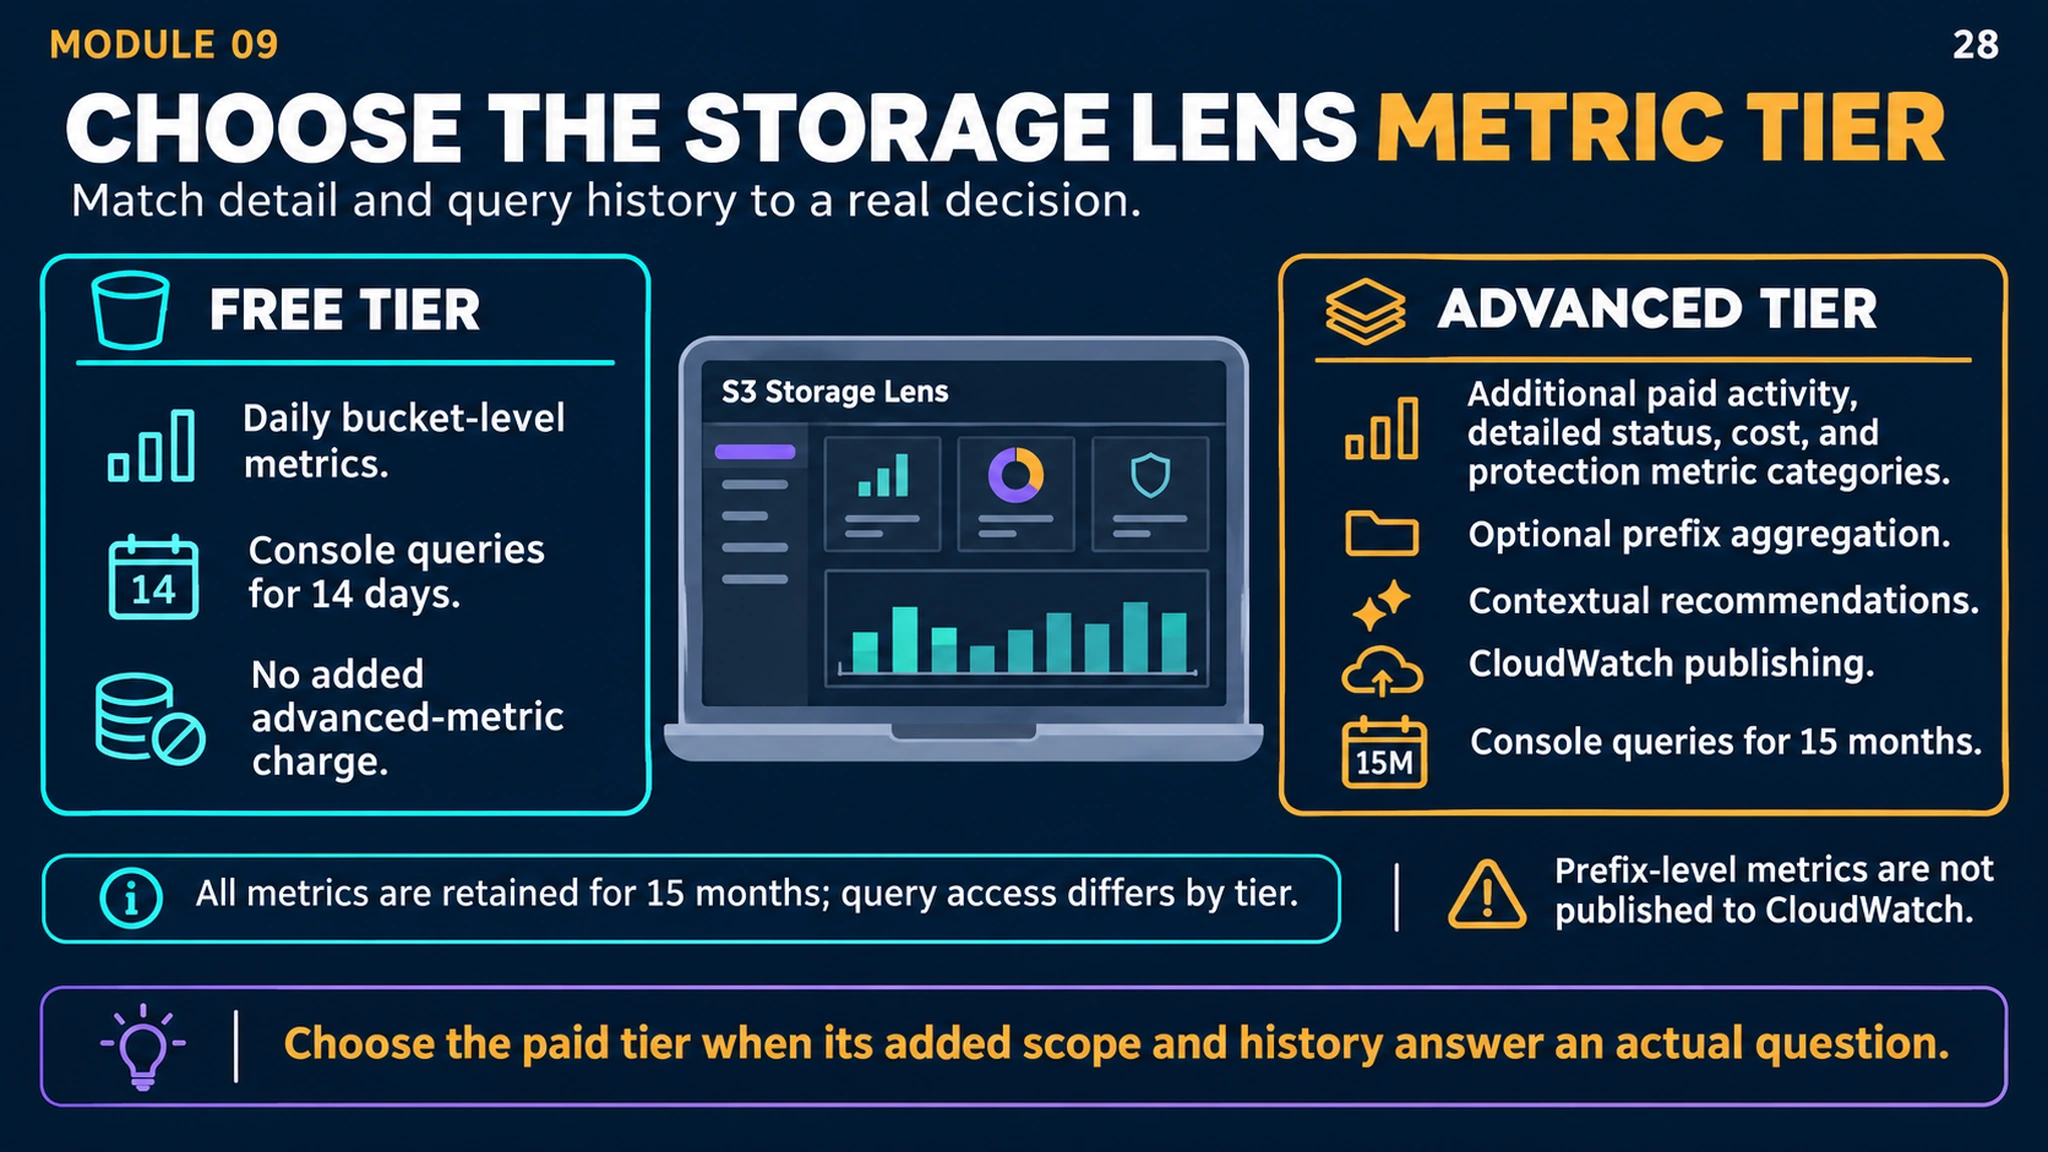 MODULE 09
28
CHOOSE THE STORAGE LENS METRIC TIER
Match detail and query history to a real decision.
FREE TIER
Daily bucket-level
metrics.
14
Console queries
for 14 days.
No added
advanced-metric
charge.
S3 Storage Lens
ADVANCED TIER
Additional paid activity,
detailed status, cost, and
protection metric categories.
Optional prefix aggregation.
Contextual recommendations.
CloudWatch publishing.
15M
Console queries for 15 months.
All metrics are retained for 15 months; query access differs by tier.
Prefix-level metrics are not
published to CloudWatch.
Choose the paid tier when its added scope and history answer an actual question.